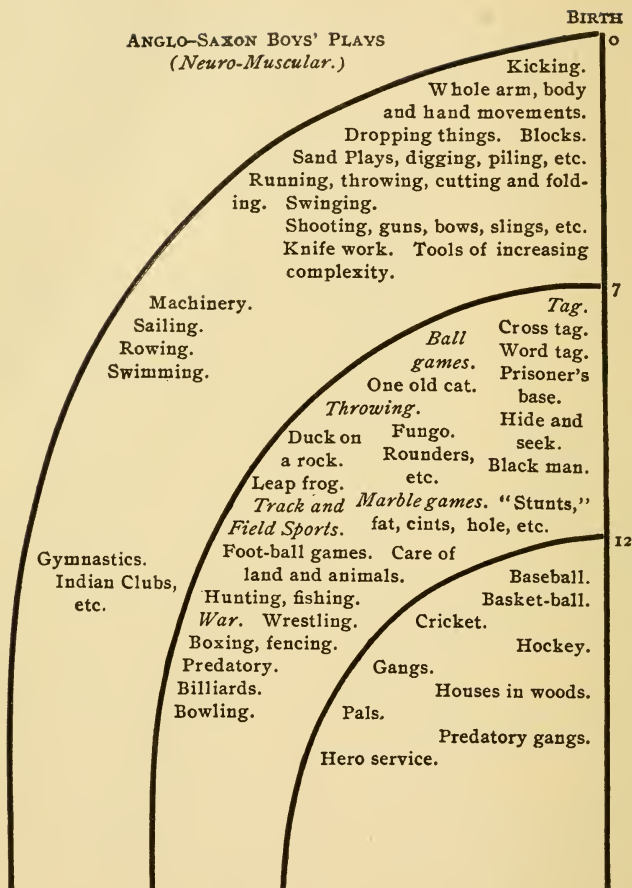 BIRTH
ANGLO-SAXON BOYS' PLAYS
(Neuro-Muscular.)
0
Kicking.
Whole arm, body
and hand movements.
Dropping things. Blocks.
Sand Plays, digging, piling, etc.
Running, throwing, cutting and fold-
ing. Swinging.
Shooting, guns, bows, slings, etc.
Knife work. Tools of increasing
complexity.
Machinery.
Sailing.
Rowing.
Swimming.
Gymnastics.
Indian Clubs,
etc.
7
Tag.
Cross tag.
Word tag.
Prisoner's
base.
Hide and
seek.
Black man.
Ball
games.
One old cat.
Throwing.
Fungo.
Rounders,
etc.
Duck on
a rock.
Leap frog.
Track and
Field Sports.
Marble games. "Stunts,"
fat, cints, hole, etc.
Foot-ball games. Care of
land and animals.
Hunting, fishing.
War. Wrestling.
Boxing, fencing.
Predatory.
Billiards.
Bowling.
12
Baseball.
Basket-ball.
Cricket.
Hockey.
Gangs.
Houses in woods.
Pals.
Predatory gangs.
Hero service.